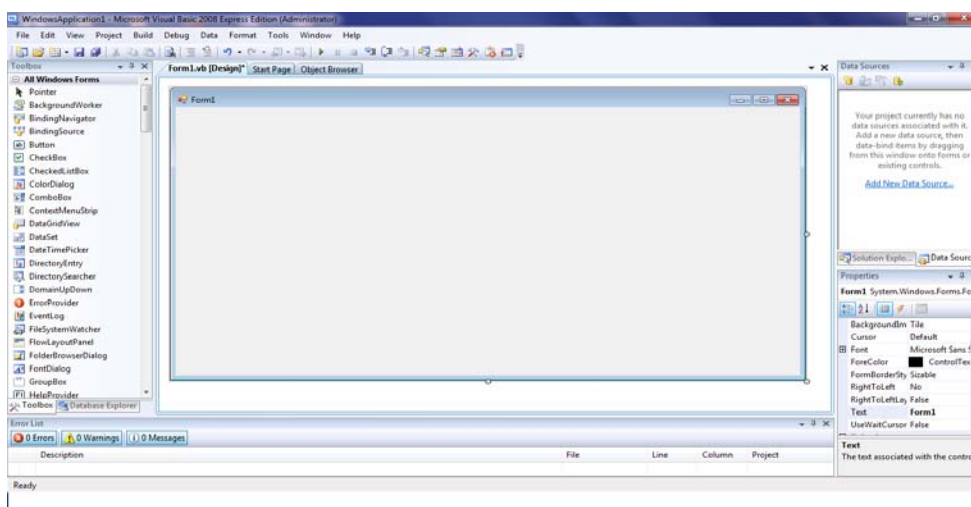 WindowsApplication1 - Microsoft Visual Basic 2008 Express Edition (Administrator)
File Edit View Project Build Debug Data Format Tools Window Help
Toolbox
All Windows Forms
Pointer
BackgroundWorker
BindingNavigator
BindingSource
Button
CheckBox
CheckedListBox
ColorDialog
ComboBox
ContextMenuStrip
DataGridView
DataSet
DateTimePicker
DirectoryEntry
DirectorySearcher
DomainUpDown
ErrorProvider
EventLog
FileSystemWatcher
FlowLayoutPanel
FolderBrowserDialog
FontDialog
GroupBox
HelpProvider
Toolbox Database Explorer
Form1.vb [Design]* Start Page Object Browser
Form1
Data Sources
Your project currently has no
data sources associated with it.
Add a new data source, then
data-bind items by dragging
from this window onto forms or
existing controls.
Add New Data Source...
Solution Explo... Data Sourc
Properties
Form1 System.Windows.Forms.Fo
BackgroundIm Tile
Cursor Default
Font Microsoft Sans S
ForeColor ControlTex
FormBorderSty Sizable
RightToLeft No
RightToLeftLay False
Text Form1
UseWaitCursor False
Text
The text associated with the contro
Error List
0 Errors 0 Warnings 0 Messages
Description File Line Column Project
Ready